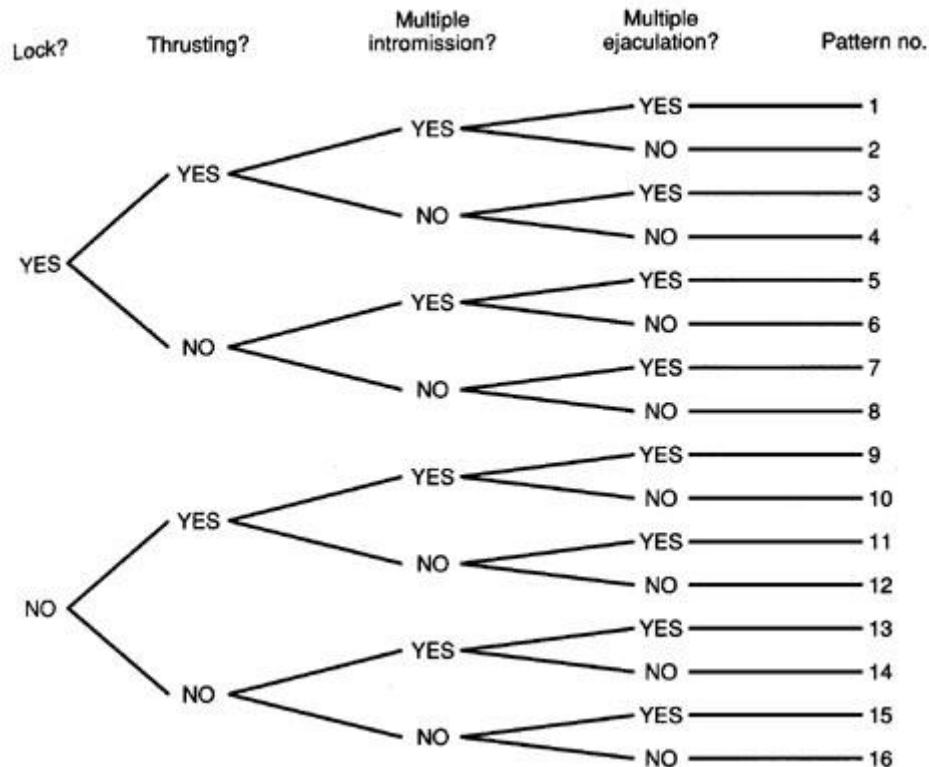 Lock?
Thrusting?
Multiple
intromission?
Multiple
ejaculation?
Pattern no.
YES 1
YES
NO 2
YES
YES 3
NO
NO 4
YES
YES 5
YES
NO 6
NO
YES 7
NO
NO 8
YES 9
YES
NO 10
YES
YES 11
NO
NO 12
NO
YES 13
YES
NO 14
NO
YES 15
NO
NO 16